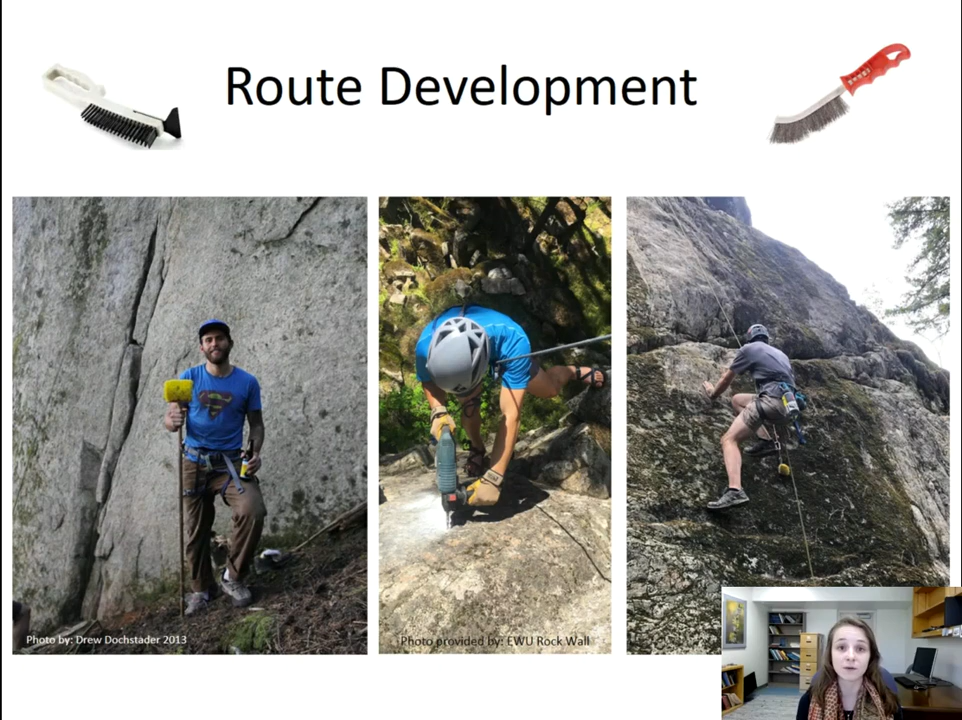 Route Development
Photo by: Drew Dochstader 2013
Photo provided by: EWU Rock Wall